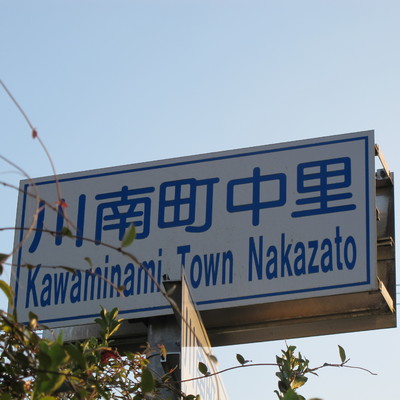 川南町中里
Kawaminami Town Nakazato